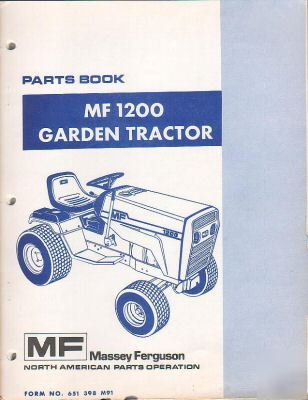 PARTS BOOK
MF 1200
GARDEN TRACTOR
MF
1200
MF Massey Ferguson
NORTH AMERICAN PARTS OPERATION
FORM NO. 651 398 M91